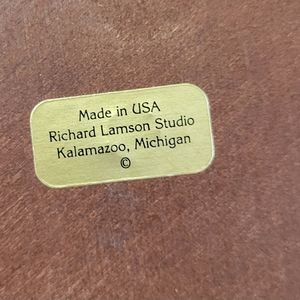 Made in USA
Richard Lamson Studio
Kalamazoo, Michigan
©